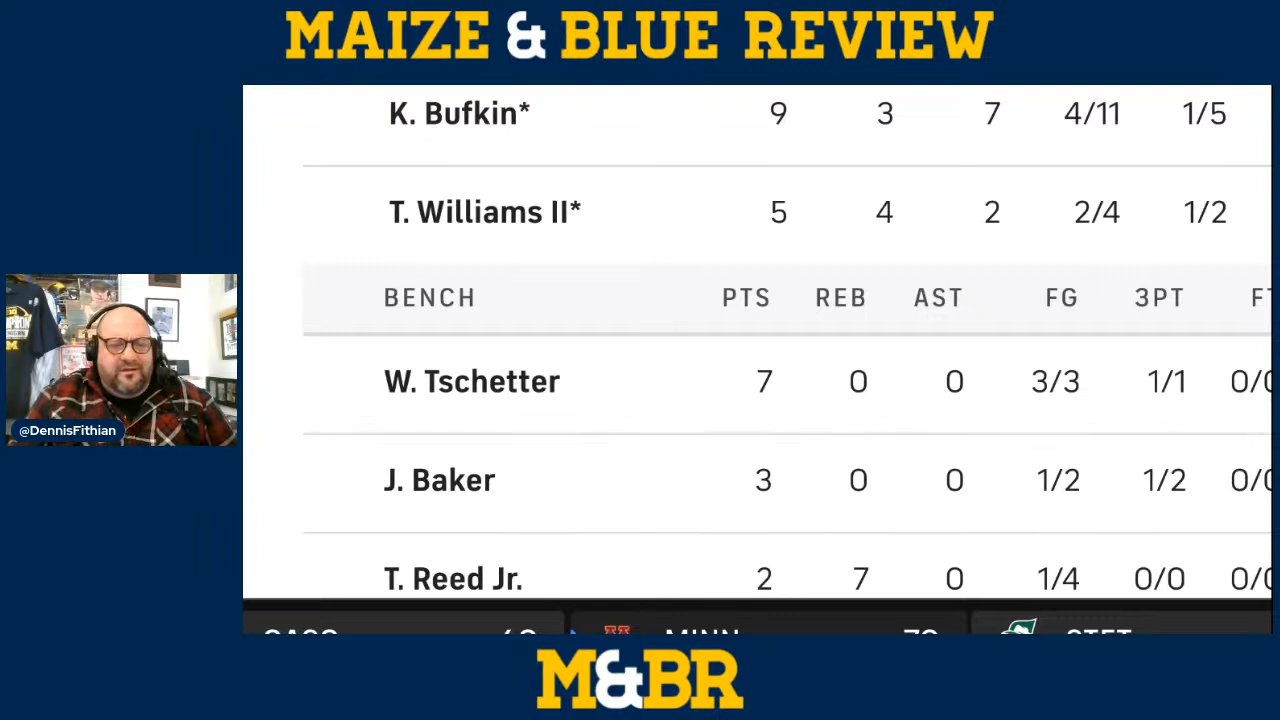 MAIZE & BLUE REVIEW
K. Bufkin* 9 3 7 4/11 1/5
T. Williams II* 5 4 2 2/4 1/2
BENCH PTS REB AST FG 3PT
W. Tschetter 7 0 0 3/3 1/1
@DennisFithian
J. Baker 3 0 0 1/2 1/2
T. Reed Jr. 2 7 0 1/4 0/0
MINN
M&BR